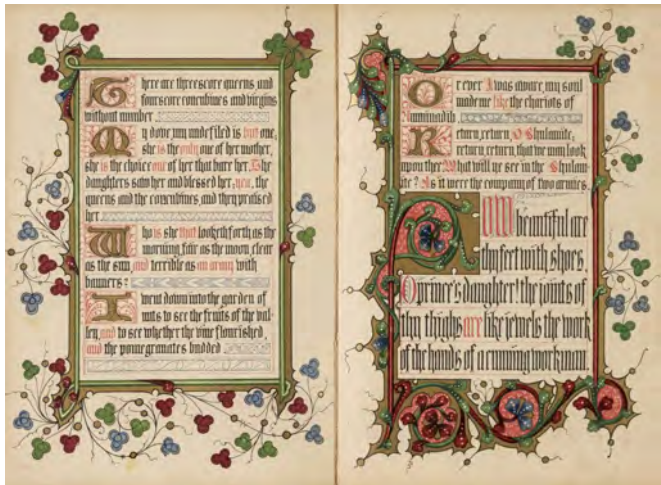 There are threescore queens, and
fourscore concubines and virgins
without number.
My dove, my undefiled is but one,
she is the only one of her mother,
she is the choice one of her that bare her. The
daughters saw her and blessed her, yea, the
queens and the concubines, and they praised
her.
Who is she that looketh forth as the
morning, fair as the moon, clear
as the sun, and terrible as an army with
banners?
I went down into the garden of
nuts to see the fruits of the val-
ley, and to see whether the vine flourished,
and the pomegranates budded.
Or ever I was aware, my soul
made me like the chariots of
Amminadib.
Return, return, O Shulamite;
return, return, that we may look
upon thee. What will ye see in the Shulam-
ite? As it were the company of two armies.
HOW
beautiful are
thy feet with shoes,
O prince's daughter! the joints of
thy thighs are like jewels the work
of the hands of a cunning workman.